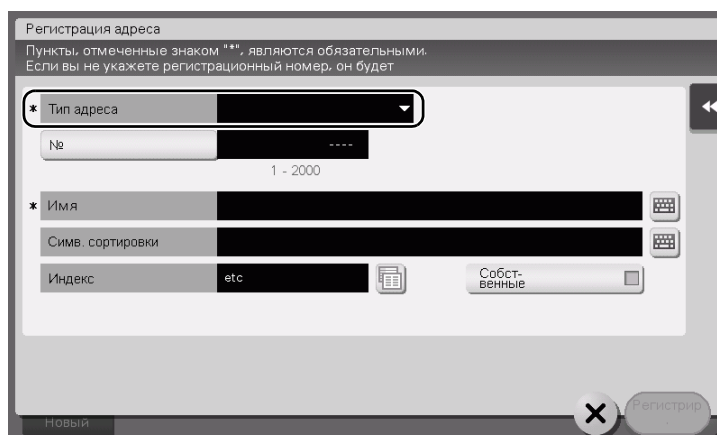 Регистрация адреса
Пункты, отмеченные знаком "*", являются обязательными.
Если вы не укажете регистрационный номер, он будет
* Тип адреса
№ ----
1 - 2000
* Имя
Симв. сортировки
Индекс etc Собст-
венные
Регистрир
.
Новый